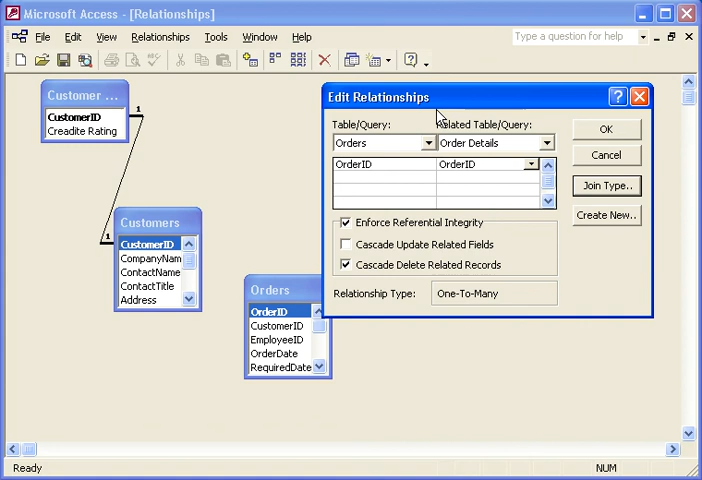 Microsoft Access - [Relationships]
File Edit View Relationships Tools Window Help
Type a question for help
Customer ...
CustomerID
Creadite Rating
1
1
Customers
CustomerID
CompanyNam
ContactName
ContactTitle
Address
Orders
OrderID
CustomerID
EmployeeID
OrderDate
RequiredDate
Edit Relationships
Table/Query:
Related Table/Query:
Orders
Order Details
OrderID
OrderID
Enforce Referential Integrity
Cascade Update Related Fields
Cascade Delete Related Records
Relationship Type:
One-To-Many
OK
Cancel
Join Type..
Create New..
Ready
NUM